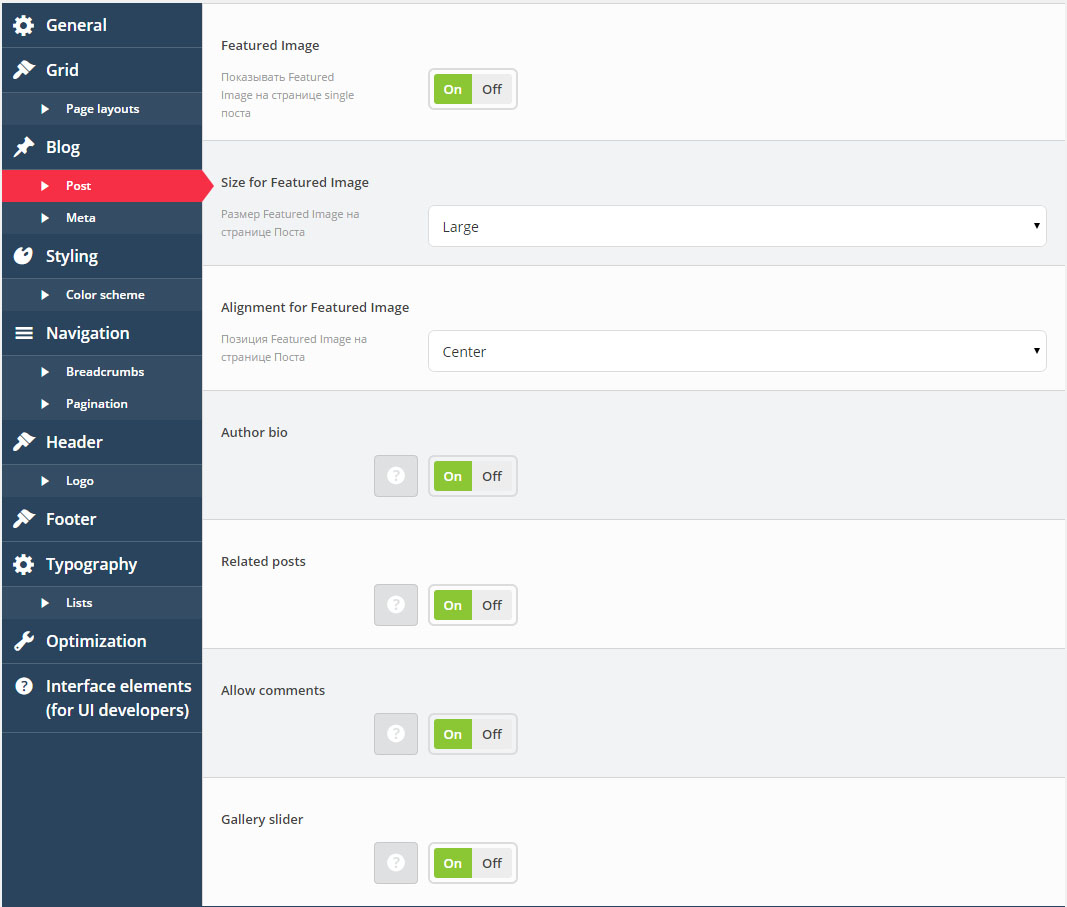 General
Grid
Page layouts
Blog
Post
Meta
Styling
Color scheme
Navigation
Breadcrumbs
Pagination
Header
Logo
Footer
Typography
Lists
Optimization
Interface elements
(for UI developers)
Featured Image
Показывать Featured
Image на странице single
поста
On Off
Size for Featured Image
Размер Featured Image на
странице Поста
Large
Alignment for Featured Image
Позиция Featured Image на
странице Поста
Center
Author bio
? On Off
Related posts
? On Off
Allow comments
? On Off
Gallery slider
? On Off